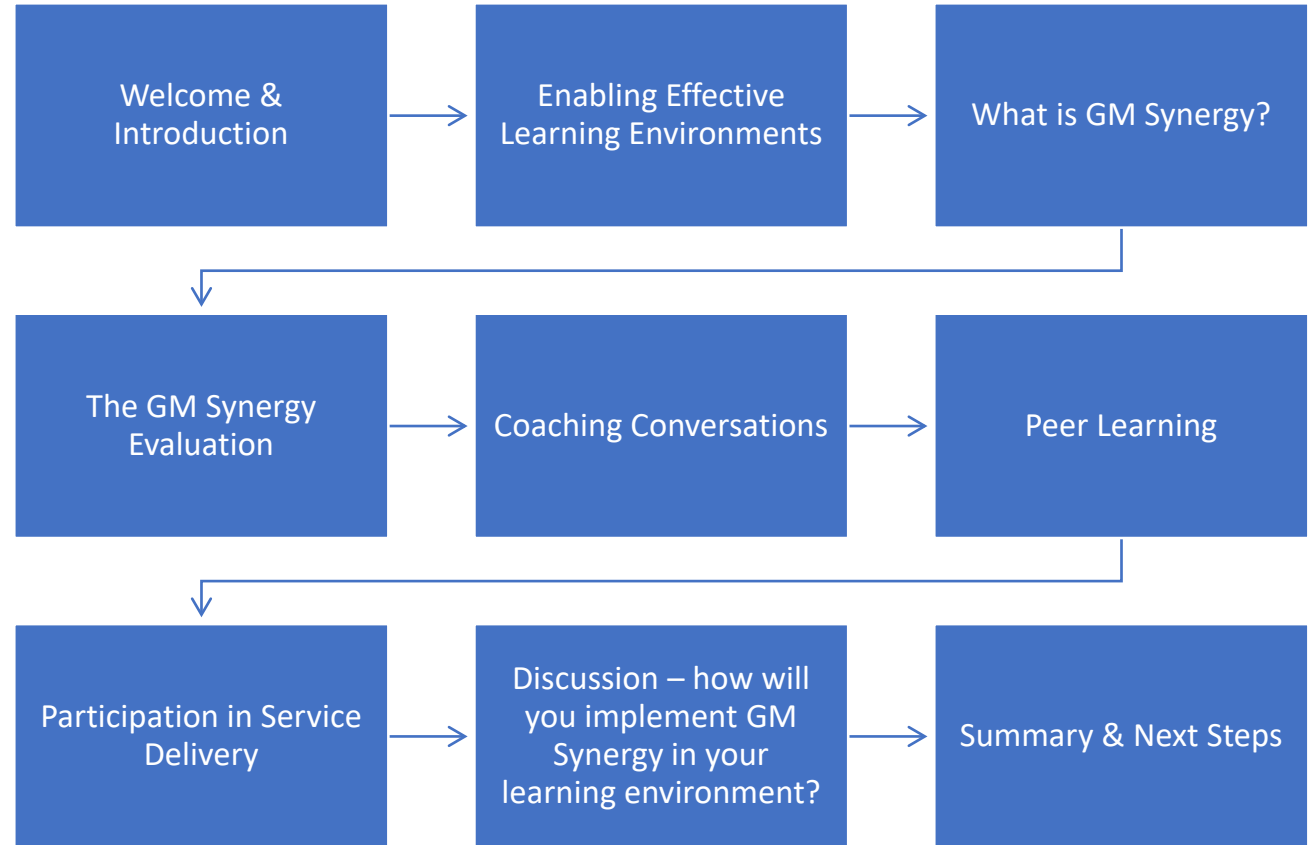 Welcome &
Introduction
Enabling Effective
Learning Environments
What is GM Synergy?
The GM Synergy
Evaluation
Coaching Conversations
Peer Learning
Participation in Service
Delivery
Discussion – how will
you implement GM
Synergy in your
learning environment?
Summary & Next Steps